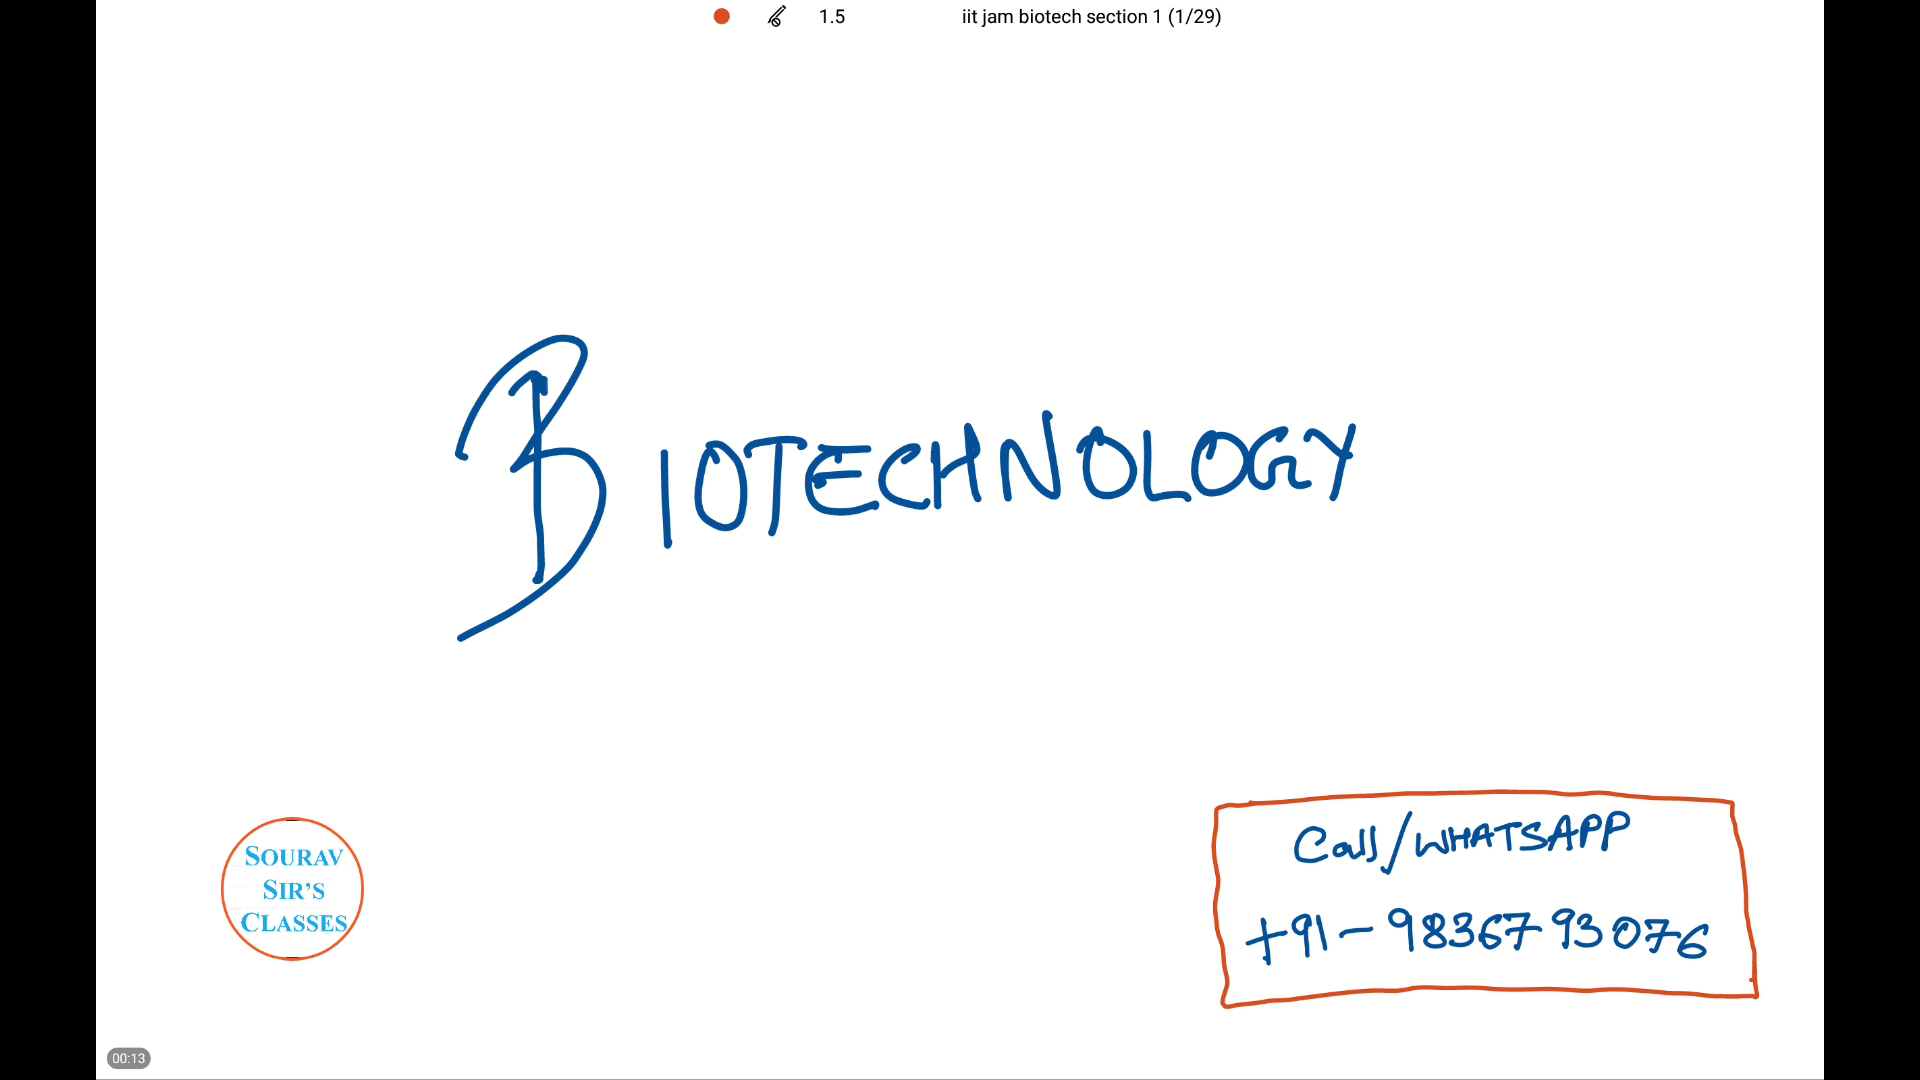 1.5 iit jam biotech section 1 (1/29)
BIOTECHNOLOGY
SOURAV
SIR'S
CLASSES
Call/WHATSAPP
+91-9836793076
00:13